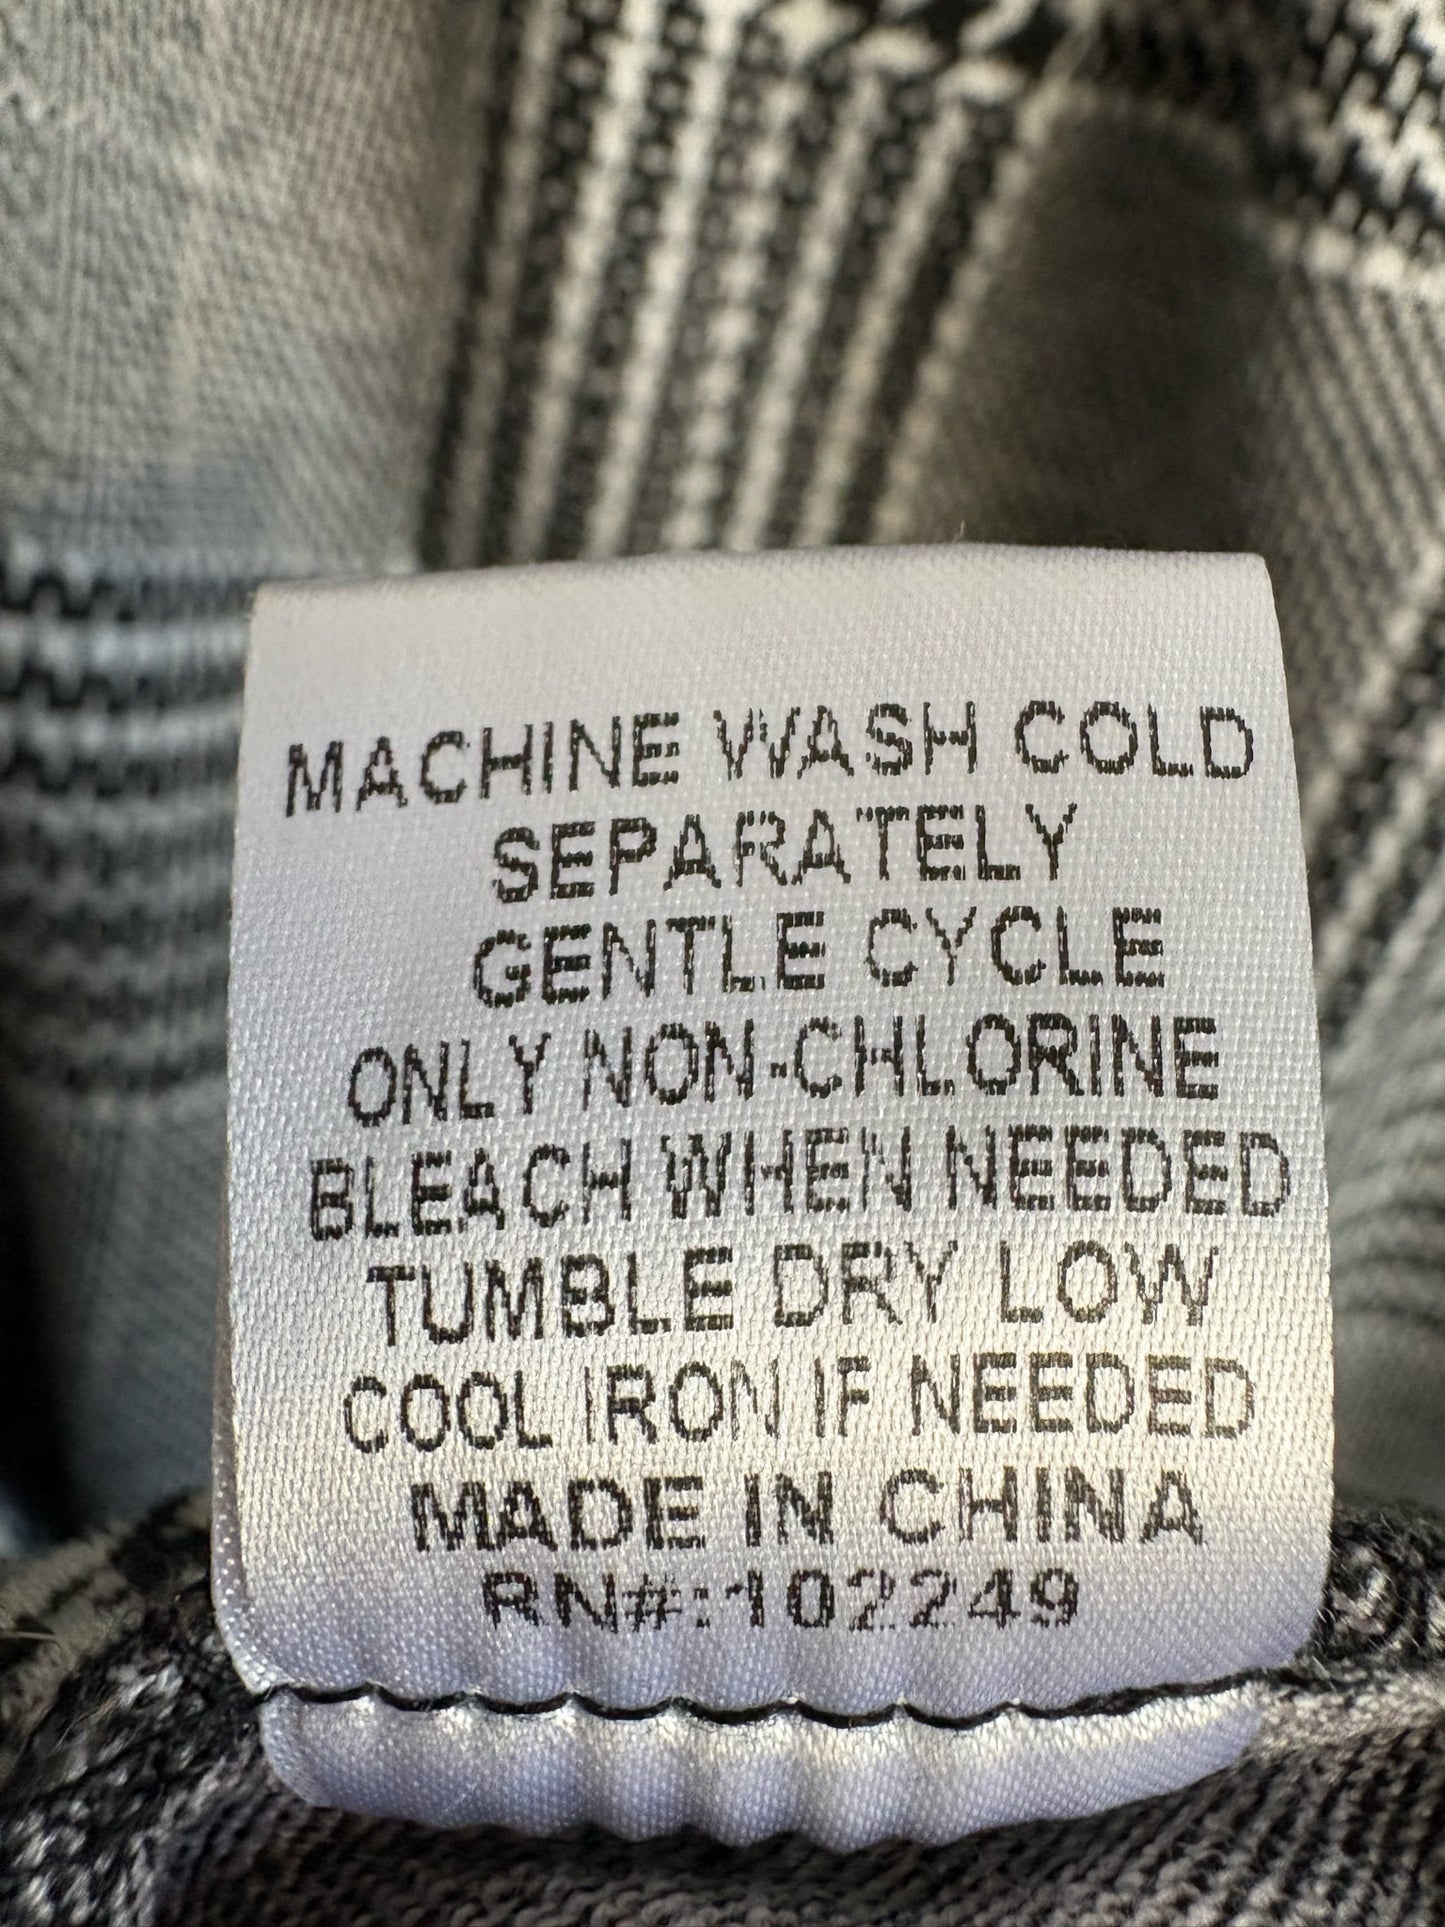 MACHINE WASH COLD
SEPARATELY
GENTLE CYCLE
ONLY NON-CHLORINE
BLEACH WHEN NEEDED
TUMBLE DRY LOW
COOL IRON IF NEEDED
MADE IN CHINA
RN#:102249